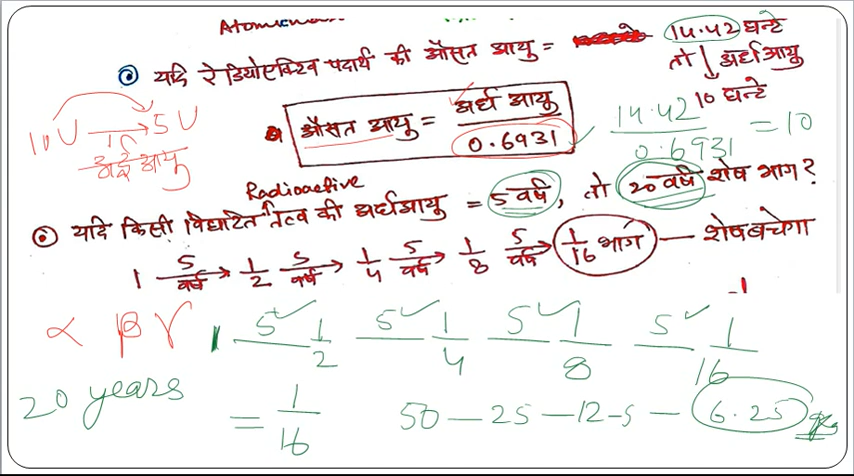 यदि रेडियोएक्टिव पदार्थ की औसत आयु = 14.42 घन्टे
तो अर्धआयु
10 घन्टे
10 U → 5 U
अर्द्ध आयु
औसत आयु = अर्ध आयु / 0.6931
14.42 / 0.6931 = 10
Radioactive
यदि किसी विघटित तत्व की अर्धआयु = 5 वर्ष, तो 20 वर्ष शेष भाग?
1 5 वर्ष → 1/2 5 वर्ष → 1/4 5 वर्ष → 1/8 5 वर्ष → 1/16 भाग — शेष बचेगा
∝ β γ
1 5 ✓ 1/2 5 ✓ 1/4 5 ✓ 1/8 5 ✓ 1/16
20 years
= 1/16 50 — 25 — 12-5 — 6.25